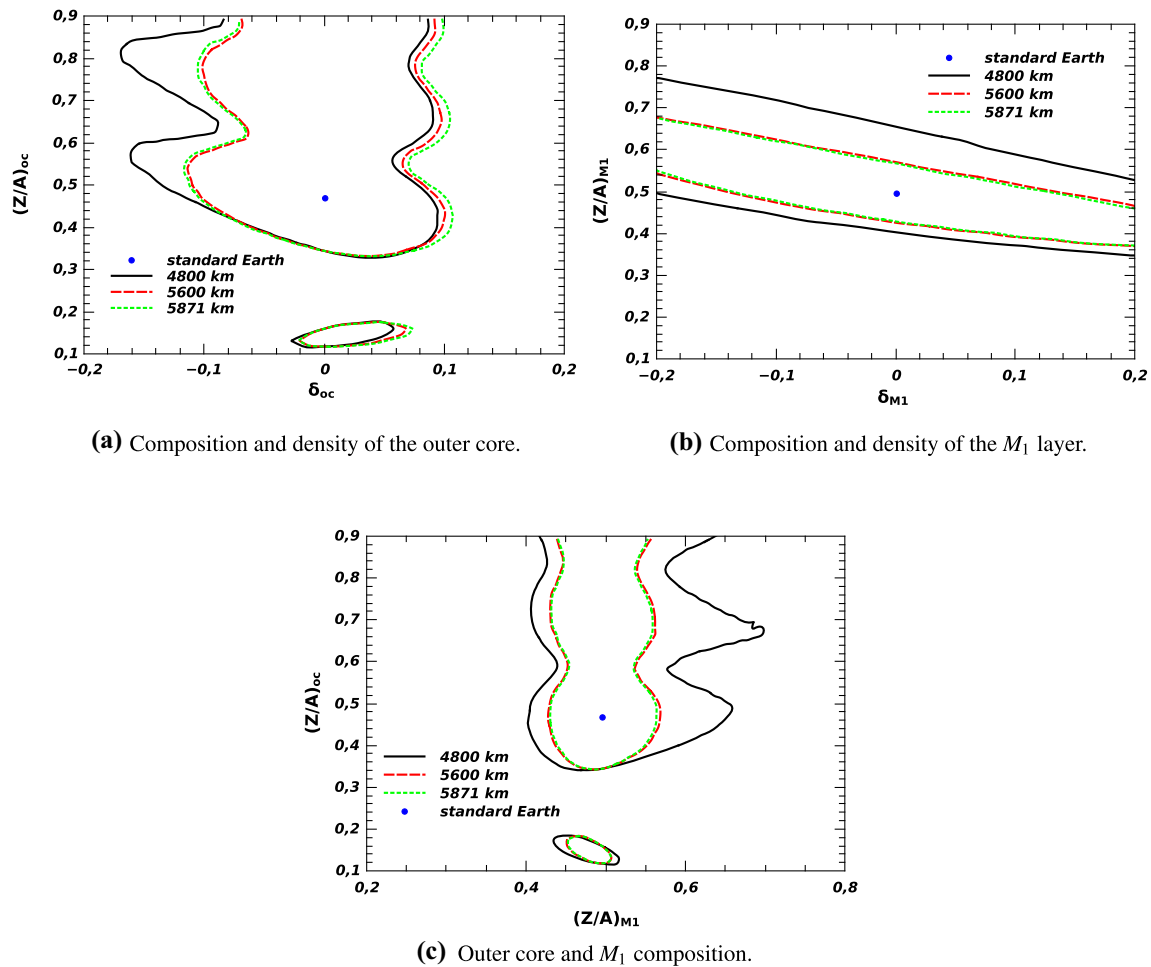 0,9
0,8
0,7
0,6
0,5
0,4
0,3
0,2
0,1
(Z/A)oc
standard Earth
4800 km
5600 km
5871 km
−0,2 −0,1 0 0,1 0,2
δoc
(a) Composition and density of the outer core.
0,9
0,8
0,7
0,6
0,5
0,4
0,3
0,2
0,1
(Z/A)M1
standard Earth
4800 km
5600 km
5871 km
−0,2 −0,1 0 0,1 0,2
δM1
(b) Composition and density of the M1 layer.
0,9
0,8
0,7
0,6
0,5
0,4
0,3
0,2
0,1
(Z/A)oc
4800 km
5600 km
5871 km
standard Earth
0,2 0,4 0,6 0,8
(Z/A)M1
(c) Outer core and M1 composition.